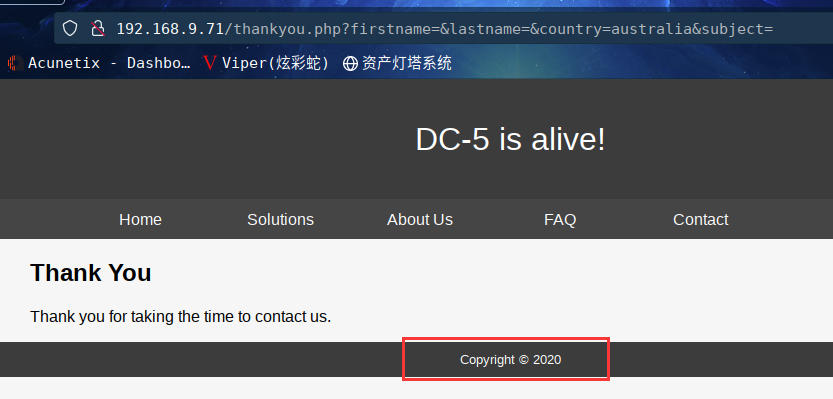 192.168.9.71/thankyou.php?firstname=&lastname=&country=australia&subject=
Acunetix - Dashbo… Viper(炫彩蛇) 资产灯塔系统
DC-5 is alive!
Home Solutions About Us FAQ Contact
Thank You
Thank you for taking the time to contact us.
Copyright © 2020